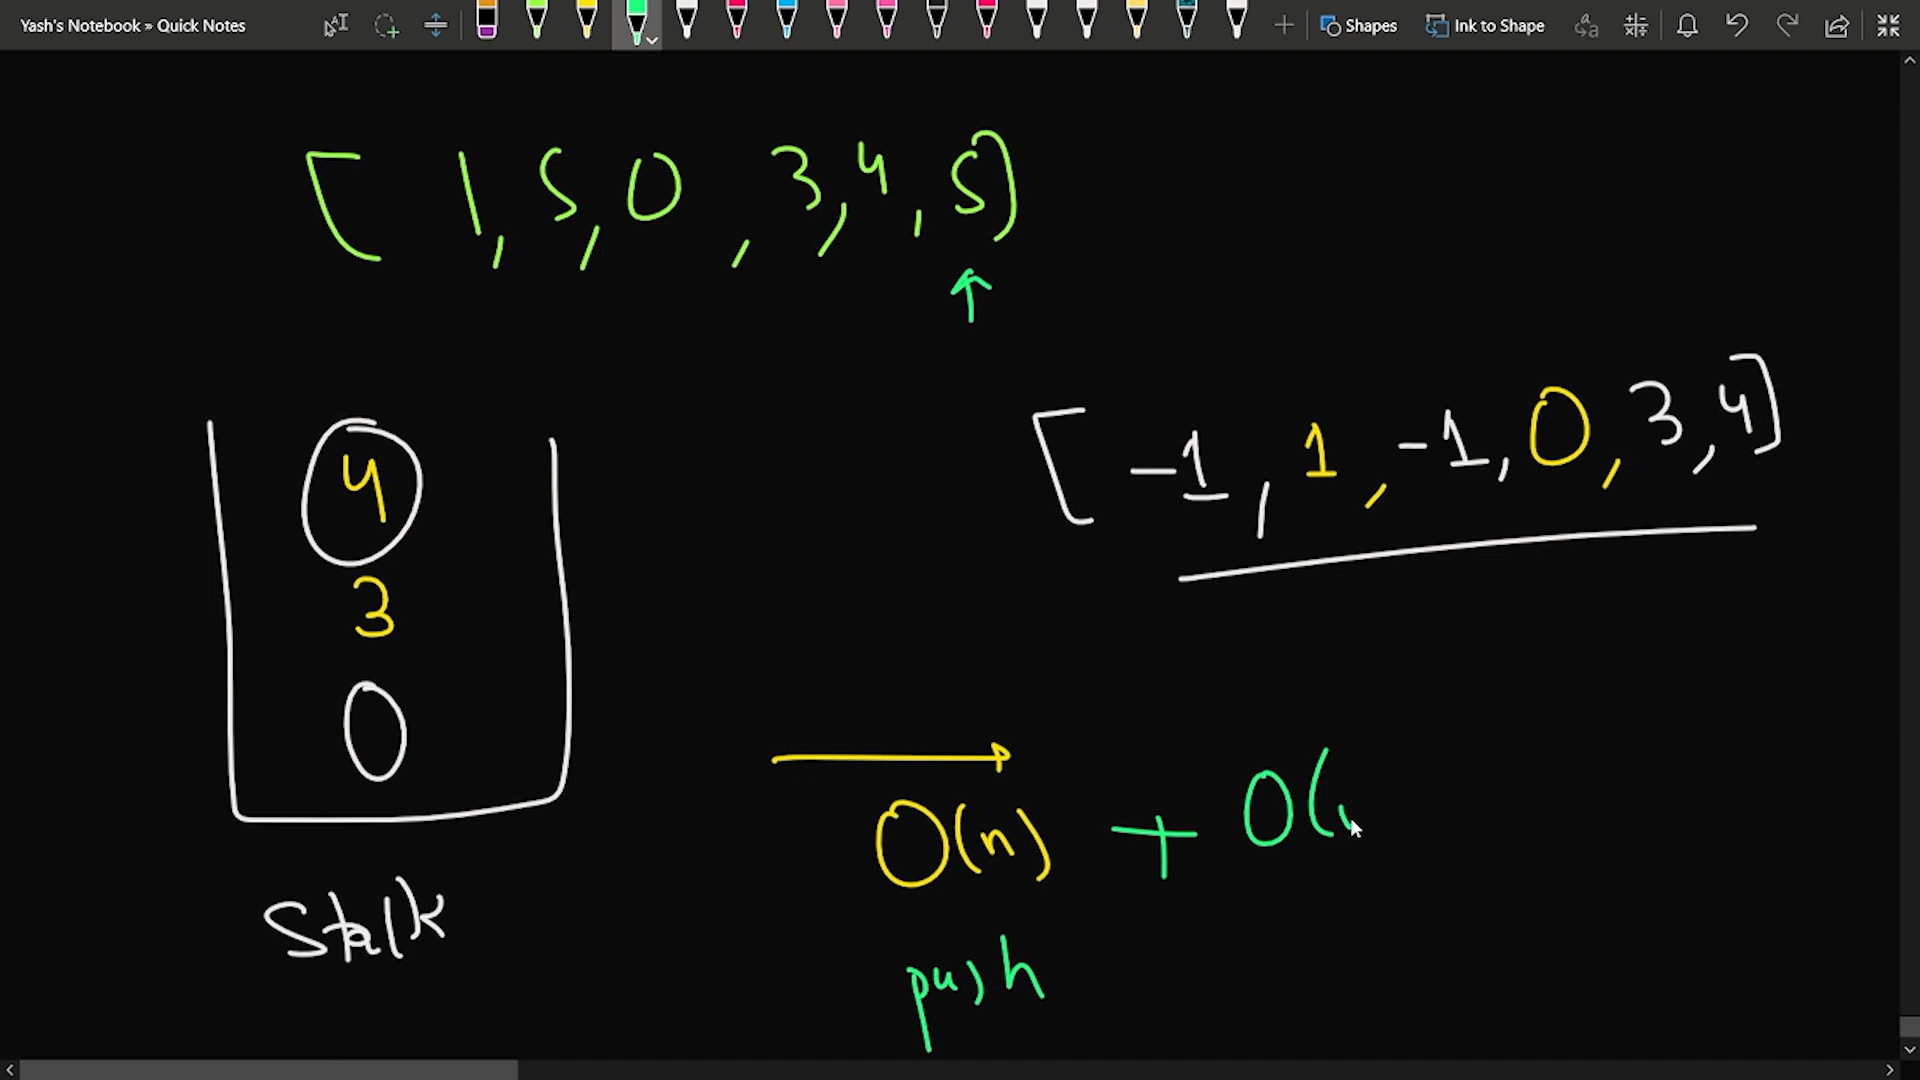 Yash's Notebook » Quick Notes
Shapes
Ink to Shape
[ 1, 5, 0 , 3, 4, 5]
[ -1, 1, -1, 0, 3, 4]
4
3
0
O(n) + O(
push